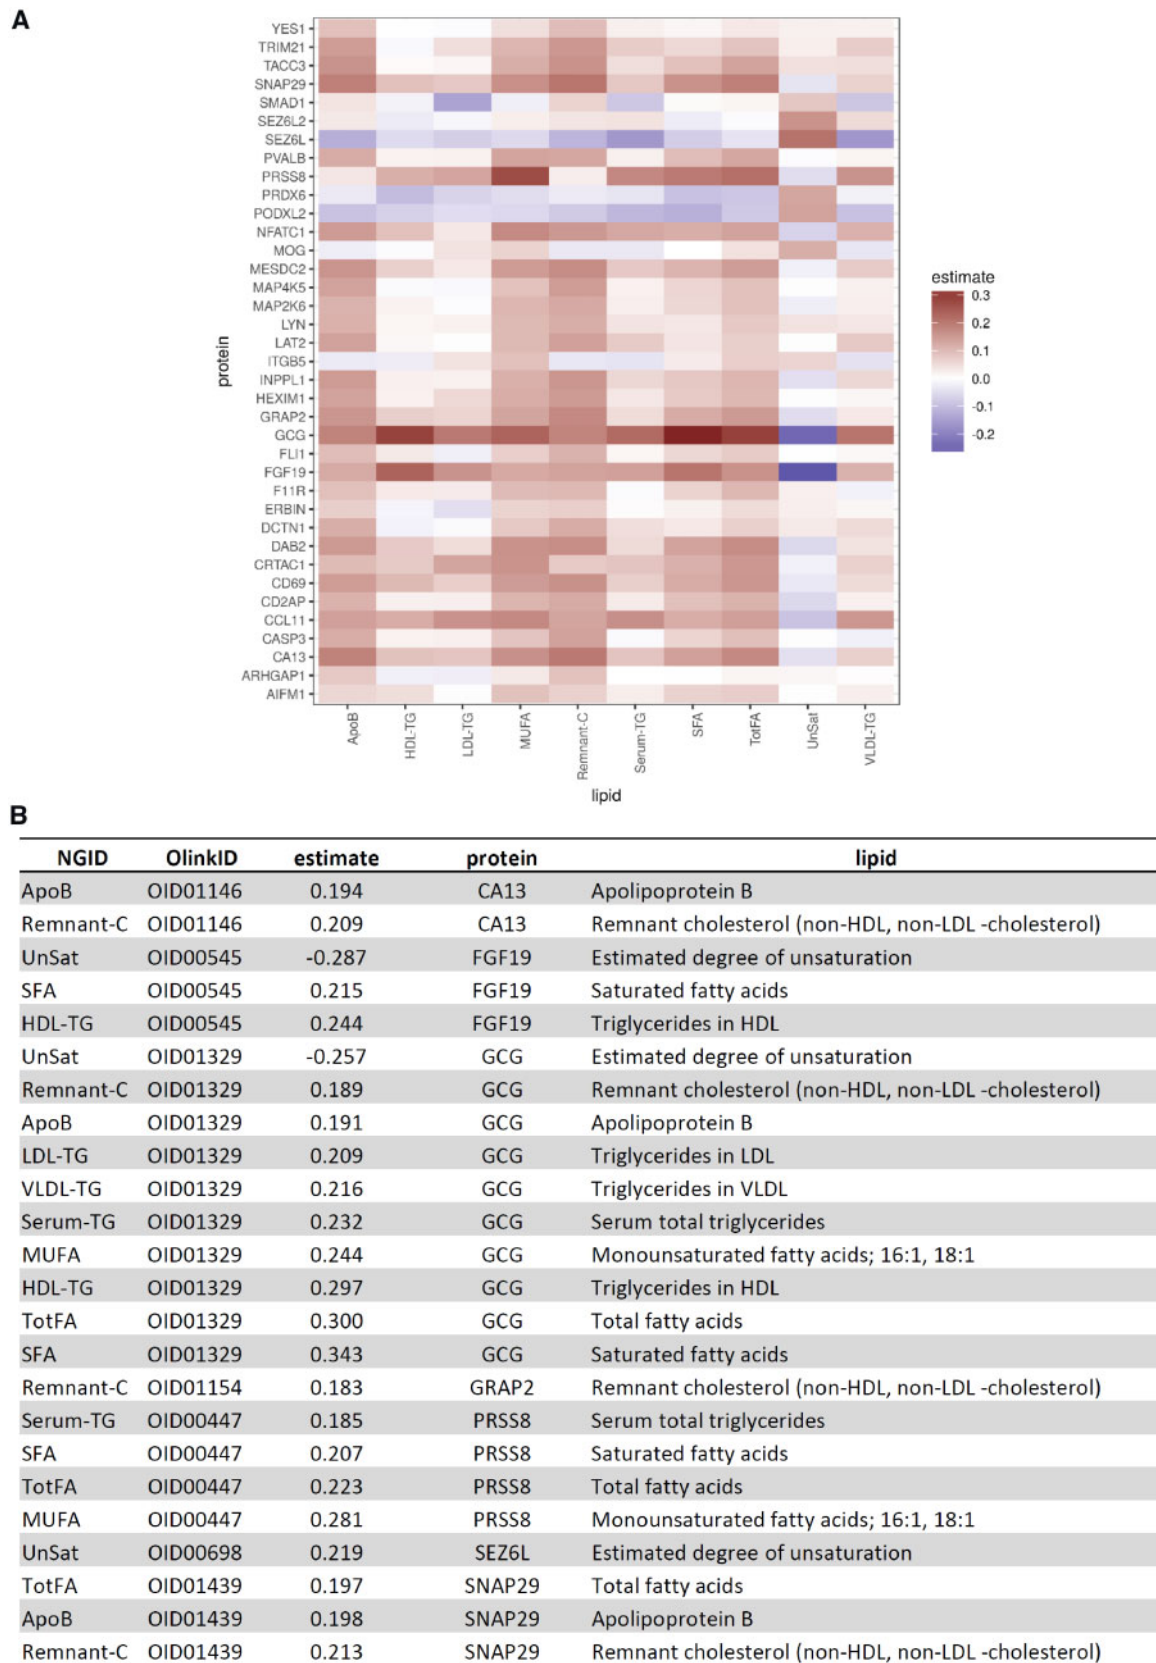 A
YES1
TRIM21
TACC3
SNAP29
SMAD1
SEZ6L2
SEZ6L
PVALB
PRSS8
PRDX6
PODXL2
NFATC1
MOG
MESDC2
MAP4K5
MAP2K6
LYN
LAT2
ITGB5
INPPL1
HEXIM1
GRAP2
GCG
FLI1
FGF19
F11R
ERBIN
DCTN1
DAB2
CRTAC1
CD69
CD2AP
CCL11
CASP3
CA13
ARHGAP1
AIFM1
protein
ApoB
HDL-TG
LDL-TG
MUFA
Remnant-C
Serum-TG
SFA
TotFA
UnSat
VLDL-TG
lipid
estimate
0.3
0.2
0.1
0.0
-0.1
-0.2
B
NGID OlinkID estimate protein lipid
ApoB OID01146 0.194 CA13 Apolipoprotein B
Remnant-C OID01146 0.209 CA13 Remnant cholesterol (non-HDL, non-LDL -cholesterol)
UnSat OID00545 -0.287 FGF19 Estimated degree of unsaturation
SFA OID00545 0.215 FGF19 Saturated fatty acids
HDL-TG OID00545 0.244 FGF19 Triglycerides in HDL
UnSat OID01329 -0.257 GCG Estimated degree of unsaturation
Remnant-C OID01329 0.189 GCG Remnant cholesterol (non-HDL, non-LDL -cholesterol)
ApoB OID01329 0.191 GCG Apolipoprotein B
LDL-TG OID01329 0.209 GCG Triglycerides in LDL
VLDL-TG OID01329 0.216 GCG Triglycerides in VLDL
Serum-TG OID01329 0.232 GCG Serum total triglycerides
MUFA OID01329 0.244 GCG Monounsaturated fatty acids; 16:1, 18:1
HDL-TG OID01329 0.297 GCG Triglycerides in HDL
TotFA OID01329 0.300 GCG Total fatty acids
SFA OID01329 0.343 GCG Saturated fatty acids
Remnant-C OID01154 0.183 GRAP2 Remnant cholesterol (non-HDL, non-LDL -cholesterol)
Serum-TG OID00447 0.185 PRSS8 Serum total triglycerides
SFA OID00447 0.207 PRSS8 Saturated fatty acids
TotFA OID00447 0.223 PRSS8 Total fatty acids
MUFA OID00447 0.281 PRSS8 Monounsaturated fatty acids; 16:1, 18:1
UnSat OID00698 0.219 SEZ6L Estimated degree of unsaturation
TotFA OID01439 0.197 SNAP29 Total fatty acids
ApoB OID01439 0.198 SNAP29 Apolipoprotein B
Remnant-C OID01439 0.213 SNAP29 Remnant cholesterol (non-HDL, non-LDL -cholesterol)